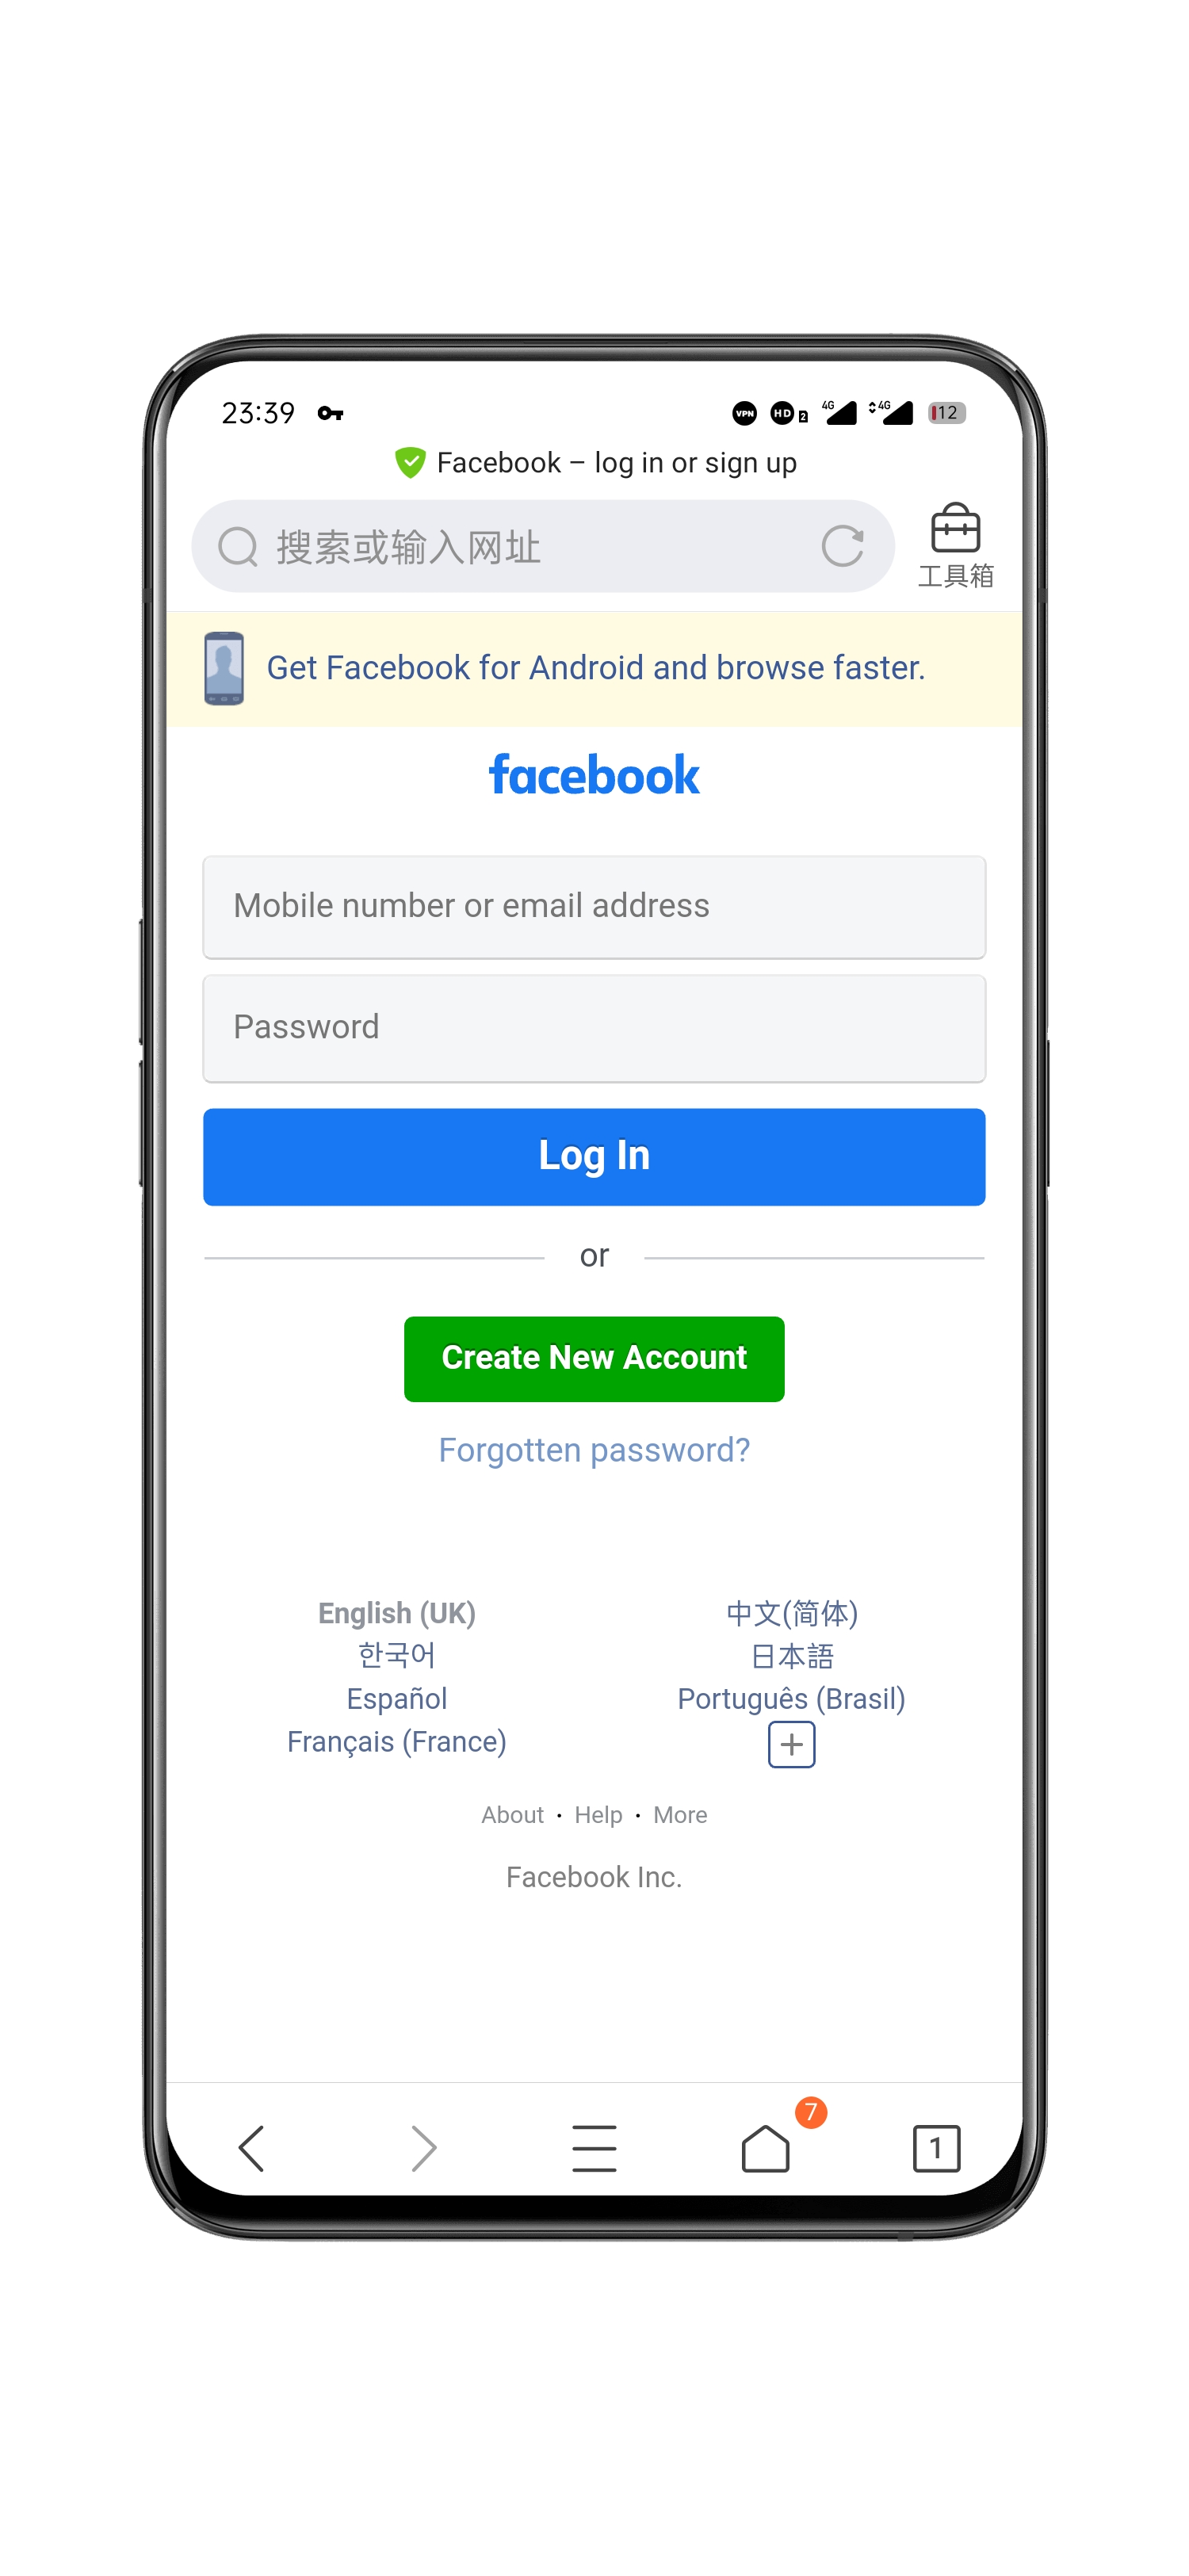 23:39
VPN HD 2 4G 4G 12
Facebook – log in or sign up
搜索或输入网址
工具箱
Get Facebook for Android and browse faster.
facebook
Mobile number or email address
Password
Log In
or
Create New Account
Forgotten password?
English (UK) 中文(简体)
한국어 日本語
Español Português (Brasil)
Français (France)
About · Help · More
Facebook Inc.
7
1